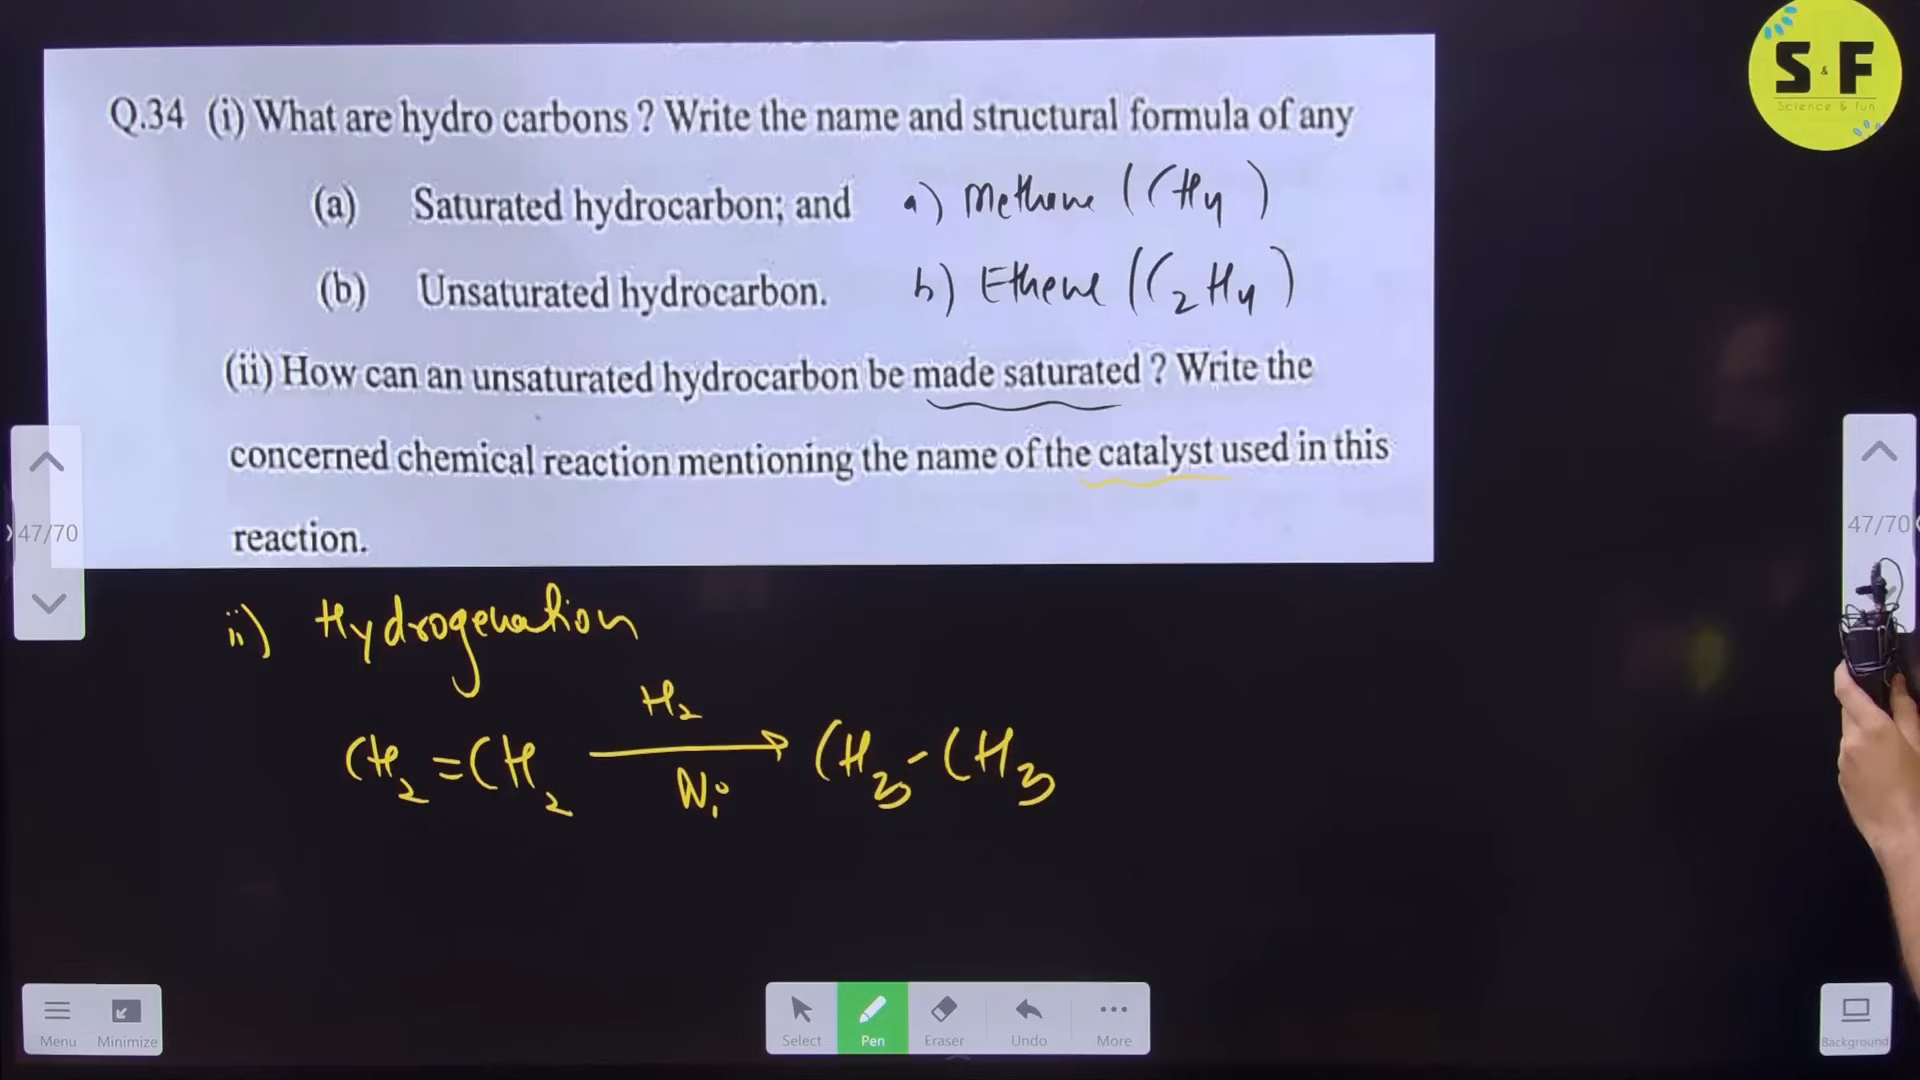 S & F
Science & fun
Q.34 (i) What are hydro carbons ? Write the name and structural formula of any
(a) Saturated hydrocarbon; and a) Methane (CH4)
(b) Unsaturated hydrocarbon. b) Ethene (C2H4)
(ii) How can an unsaturated hydrocarbon be made saturated ? Write the
concerned chemical reaction mentioning the name of the catalyst used in this
reaction.
47/70
47/70
ii) Hydrogenation
H2
CH2=CH2 → CH3-CH3
Ni
Menu Minimize Select Pen Eraser Undo More Background